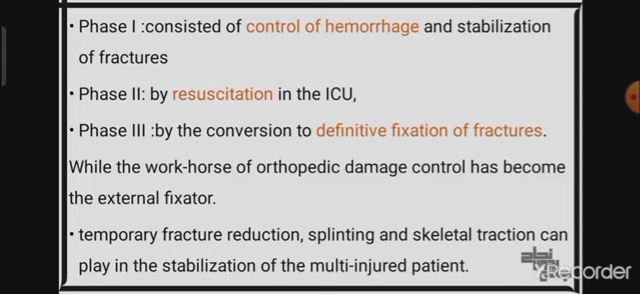 • Phase I :consisted of control of hemorrhage and stabilization
of fractures
• Phase II: by resuscitation in the ICU,
• Phase III :by the conversion to definitive fixation of fractures.
While the work-horse of orthopedic damage control has become
the external fixator.
• temporary fracture reduction, splinting and skeletal traction can
play in the stabilization of the multi-injured patient.
Recorder